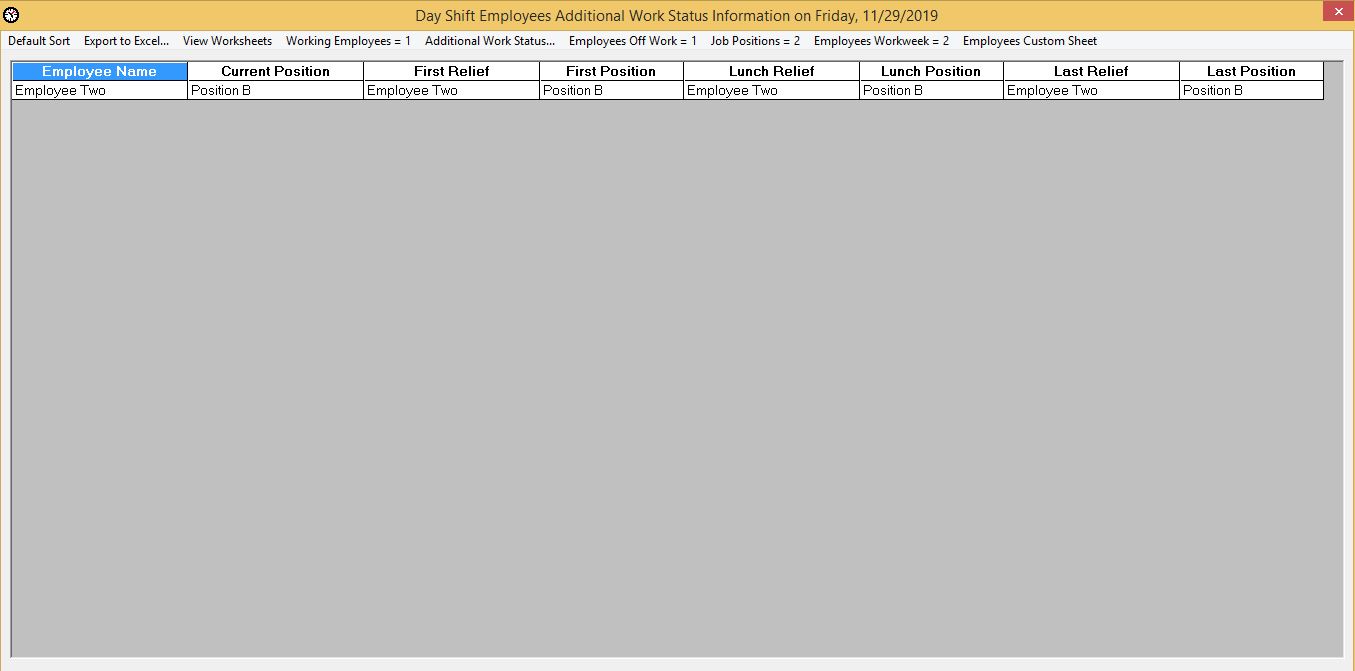 Day Shift Employees Additional Work Status Information on Friday, 11/29/2019
Default Sort Export to Excel... View Worksheets Working Employees = 1 Additional Work Status... Employees Off Work = 1 Job Positions = 2 Employees Workweek = 2 Employees Custom Sheet
Employee Name Current Position First Relief First Position Lunch Relief Lunch Position Last Relief Last Position
Employee Two Position B Employee Two Position B Employee Two Position B Employee Two Position B